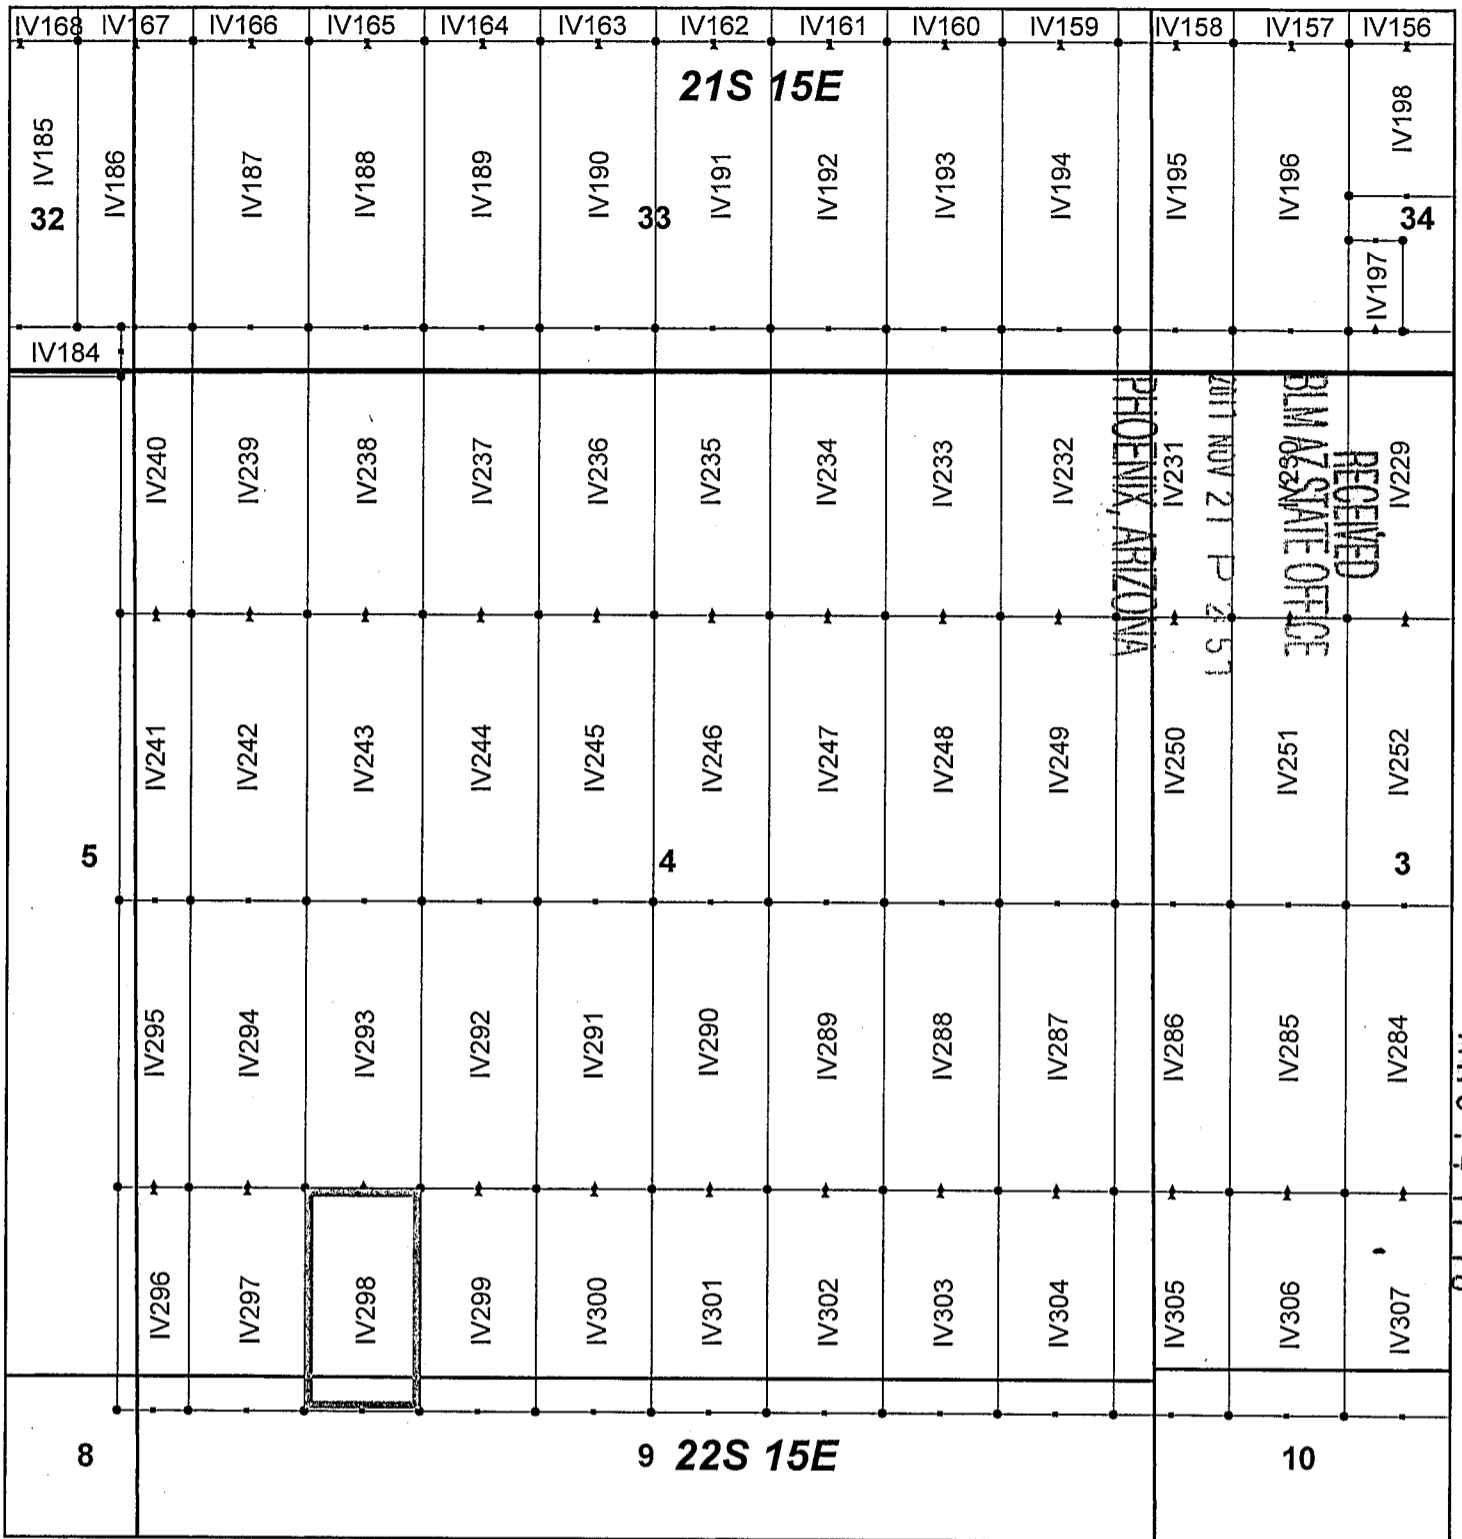 IV168 IV167 IV166 IV165 IV164 IV163 IV162 IV161 IV160 IV159 IV158 IV157 IV156
21S 15E
IV185 IV186 IV187 IV188 IV189 IV190 IV191 IV192 IV193 IV194 IV195 IV196 IV198
32 33 34
IV197
IV184
IV240 IV239 IV238 IV237 IV236 IV235 IV234 IV233 IV232 IV231 IV230 IV229
RECEIVED
BLM AZ STATE OFFICE
2011 NOV 21 P 2:57
PHOENIX, ARIZONA
IV241 IV242 IV243 IV244 IV245 IV246 IV247 IV248 IV249 IV250 IV251 IV252
5 4 3
IV295 IV294 IV293 IV292 IV291 IV290 IV289 IV288 IV287 IV286 IV285 IV284
IV296 IV297 IV298 IV299 IV300 IV301 IV302 IV303 IV304 IV305 IV306 IV307
8 9 22S 15E 10